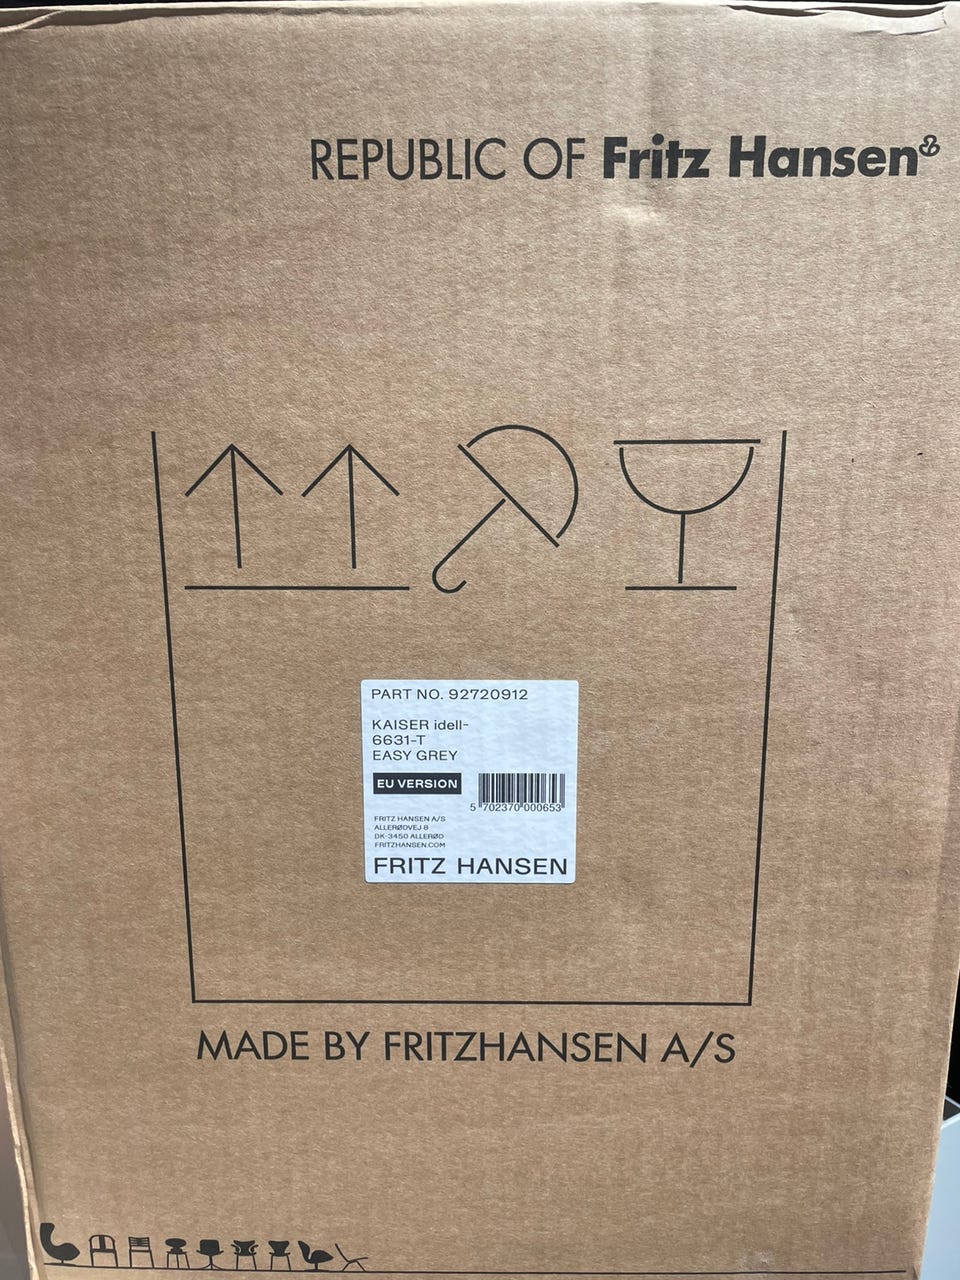 REPUBLIC OF Fritz Hansen
PART NO. 92720912
KAISER idell-
6631-T
EASY GREY
EU VERSION
5 702370 000653
FRITZ HANSEN A/S
ALLERØDVEJ 8
DK-3450 ALLERØD
FRITZHANSEN.COM
FRITZ HANSEN
MADE BY FRITZHANSEN A/S